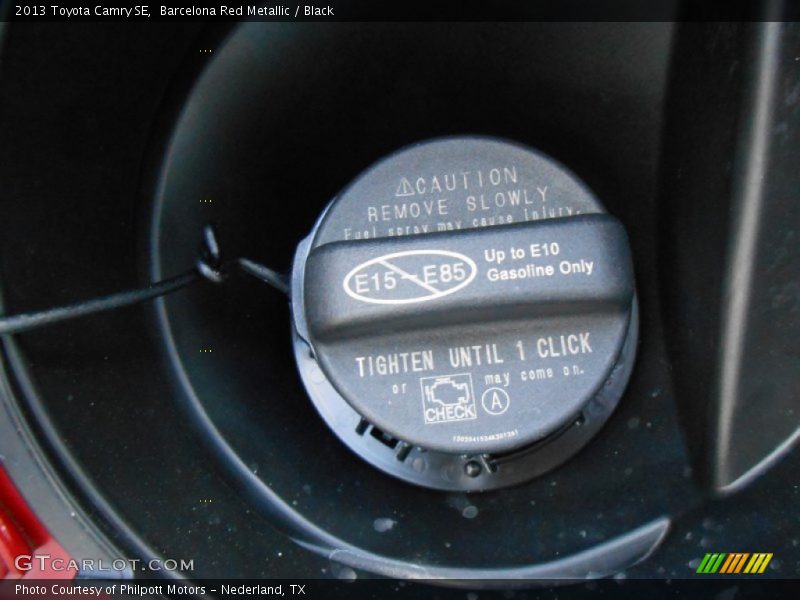 2013 Toyota Camry SE, Barcelona Red Metallic / Black
CAUTION
REMOVE SLOWLY
Fuel spray may cause injury.
E15-E85
Up to E10
Gasoline Only
TIGHTEN UNTIL 1 CLICK
or CHECK may come on.
A
GTCARLOT.COM
Photo Courtesy of Philpott Motors - Nederland, TX